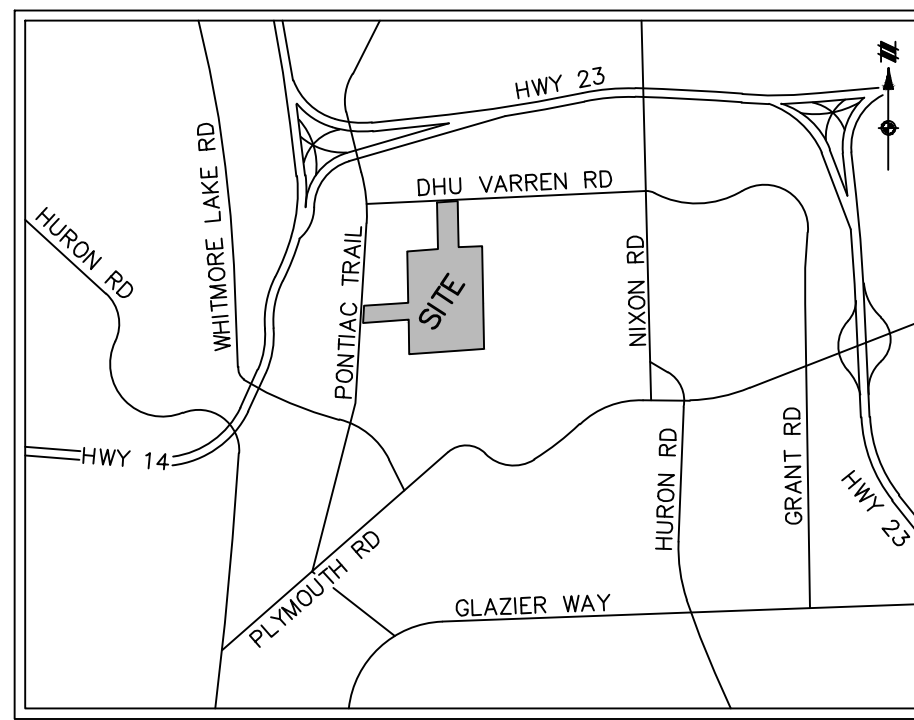 HWY 23
N
WHITMORE LAKE RD
DHU VARREN RD
HURON RD
PONTIAC TRAIL
SITE
NIXON RD
HWY 14
HURON RD
GRANT RD
HWY 23
PLYMOUTH RD
GLAZIER WAY